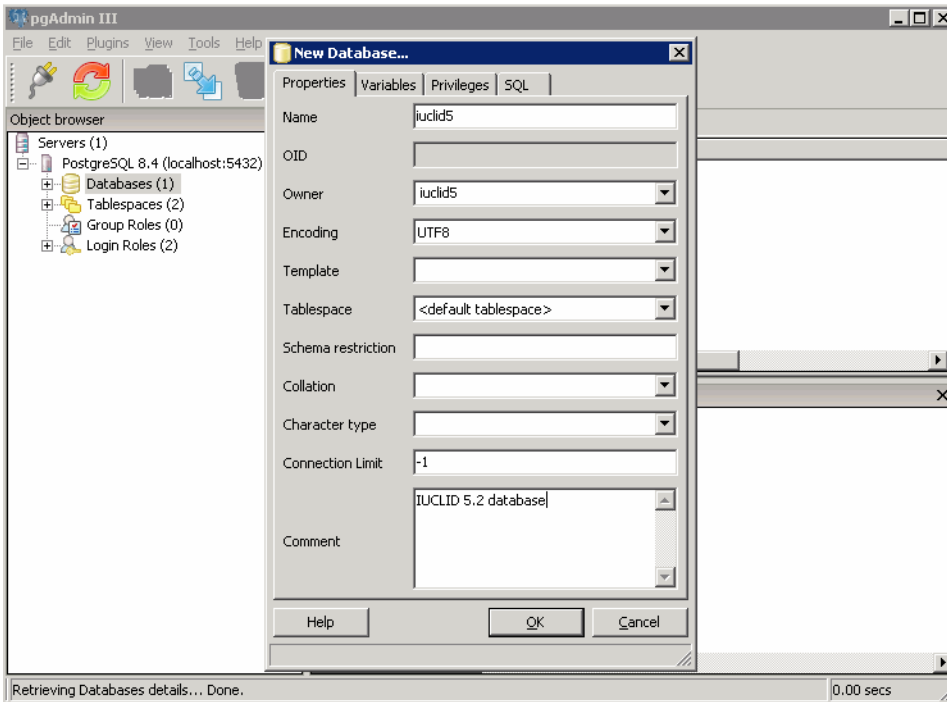 pgAdmin III
File Edit Plugins View Tools Help
Object browser
Servers (1)
PostgreSQL 8.4 (localhost:5432)
Databases (1)
Tablespaces (2)
Group Roles (0)
Login Roles (2)
New Database...
Properties Variables Privileges SQL
Name iuclid5
OID
Owner iuclid5
Encoding UTF8
Template
Tablespace <default tablespace>
Schema restriction
Collation
Character type
Connection Limit -1
Comment IUCLID 5.2 database
Help OK Cancel
Retrieving Databases details... Done. 0.00 secs